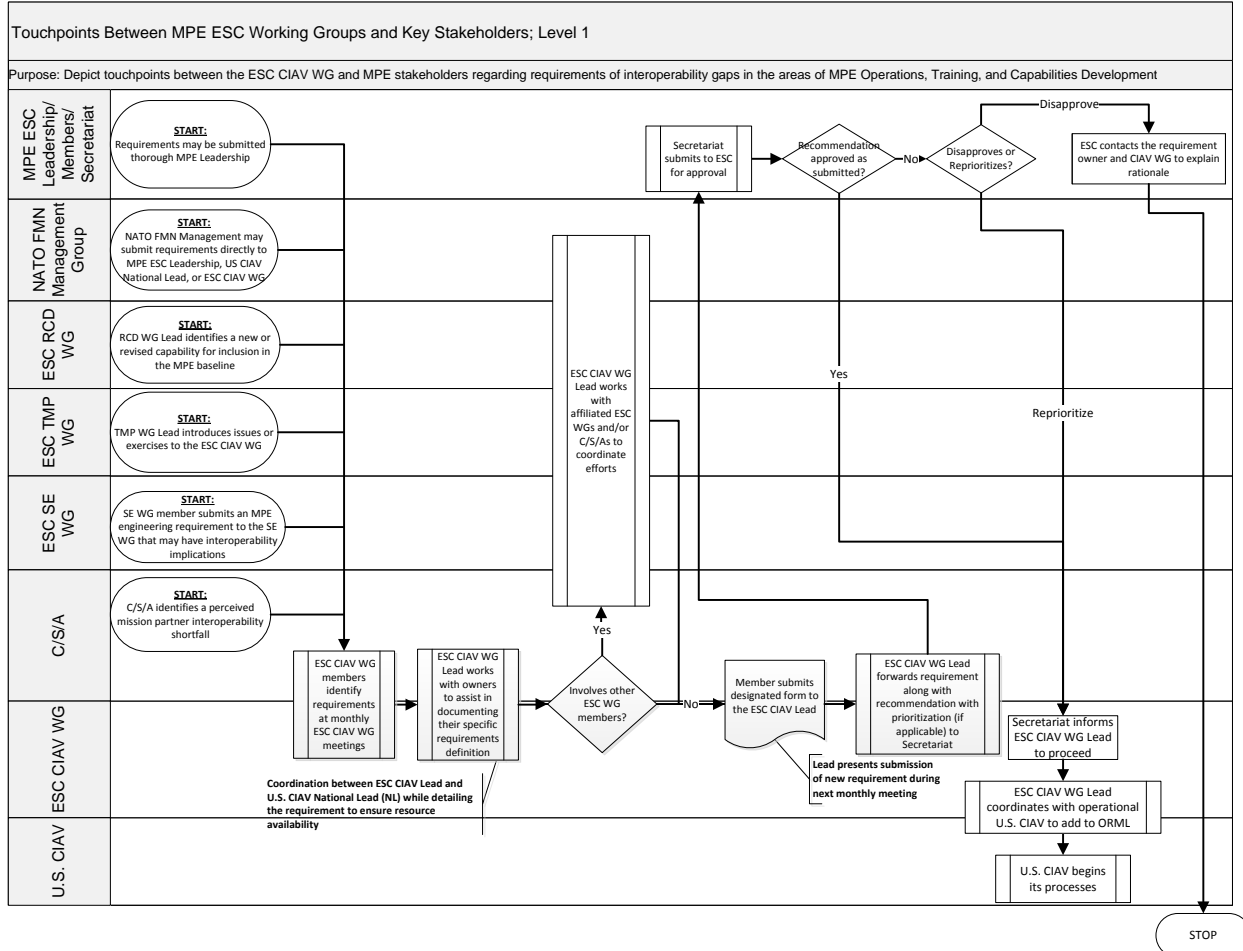 Touchpoints Between MPE ESC Working Groups and Key Stakeholders; Level 1
Purpose: Depict touchpoints between the ESC CIAV WG and MPE stakeholders regarding requirements of interoperability gaps in the areas of MPE Operations, Training, and Capabilities Development
MPE ESC
Leadership/
Members/
Secretariat
START:
Requirements may be submitted
thorough MPE Leadership
Secretariat
submits to ESC
for approval
Recommendation
approved as
submitted?
No
Disapproves or
Reprioritizes?
Disapprove
ESC contacts the requirement
owner and CIAV WG to explain
rationale
NATO FMN
Management
Group
START:
NATO FMN Management may
submit requirements directly to
MPE ESC Leadership, US CIAV
National Lead, or ESC CIAV WG
ESC RCD
WG
START:
RCD WG Lead identifies a new or
revised capability for inclusion in
the MPE baseline
ESC CIAV WG
Lead works
with
affiliated ESC
WGs and/or
C/S/As to
coordinate
efforts
Yes
Reprioritize
ESC TMP
WG
START:
TMP WG Lead introduces issues or
exercises to the ESC CIAV WG
ESC SE
WG
START:
SE WG member submits an MPE
engineering requirement to the SE
WG that may have interoperability
implications
C/S/A
START:
C/S/A identifies a perceived
mission partner interoperability
shortfall
Yes
ESC CIAV WG
members
identify
requirements
at monthly
ESC CIAV WG
meetings
ESC CIAV WG
Lead works
with owners
to assist in
documenting
their specific
requirements
definition
Involves other
ESC WG
members?
No
Member submits
designated form to
the ESC CIAV Lead
ESC CIAV WG Lead
forwards requirement
along with
recommendation with
prioritization (if
applicable) to
Secretariat
ESC CIAV WG
Secretariat informs
ESC CIAV WG Lead
to proceed
Coordination between ESC CIAV Lead and
U.S. CIAV National Lead (NL) while detailing
the requirement to ensure resource
availability
Lead presents submission
of new requirement during
next monthly meeting
ESC CIAV WG Lead
coordinates with operational
U.S. CIAV to add to ORML
U.S. CIAV
U.S. CIAV begins
its processes
STOP